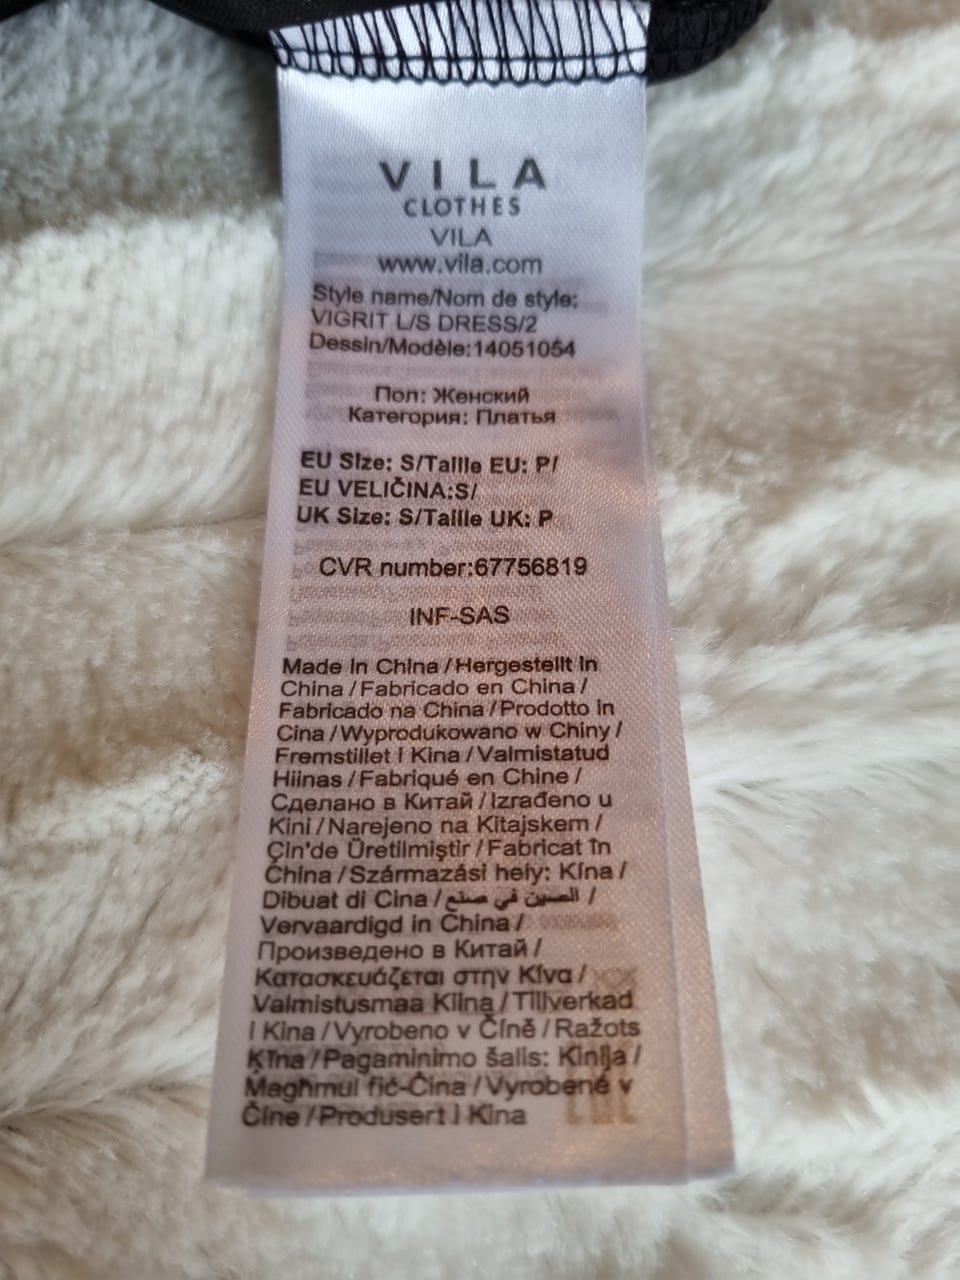 VILA
CLOTHES
VILA
www.vila.com
Style name/Nom de style:
VIGRIT L/S DRESS/2
Dessin/Modèle:14051054
Пол: Женский
Категория: Платья
EU Size: S/Taille EU: P/
EU VELIČINA:S/
UK Size: S/Taille UK: P
CVR number:67756819
INF-SAS
Made in China/Hergestellt in
China/Fabricado en China/
Fabricado na China/Prodotto in
Cina/Wyprodukowano w Chiny/
Fremstillet i Kina/Valmistatud
Hiinas/Fabriqué en Chine/
Сделано в Китай/Izrađeno u
Kini/Narejeno na Kitajskem/
Çin'de Üretilmiştir/Fabricat în
China/Származási hely: Kína/
Dibuat di Cina/الصين في صنع/
Vervaardigd in China/
Произведено в Китай/
Κατασκευάζεται στην Κίνα/
Valmistusmaa Kiina/Tillverkad
i Kina/Vyrobeno v Číně/Ražots
Ķīna/Pagaminimo šalis: Kinija/
Magħmul fiċ-Ċina/Vyrobené v
Číne/Produsert i Kina